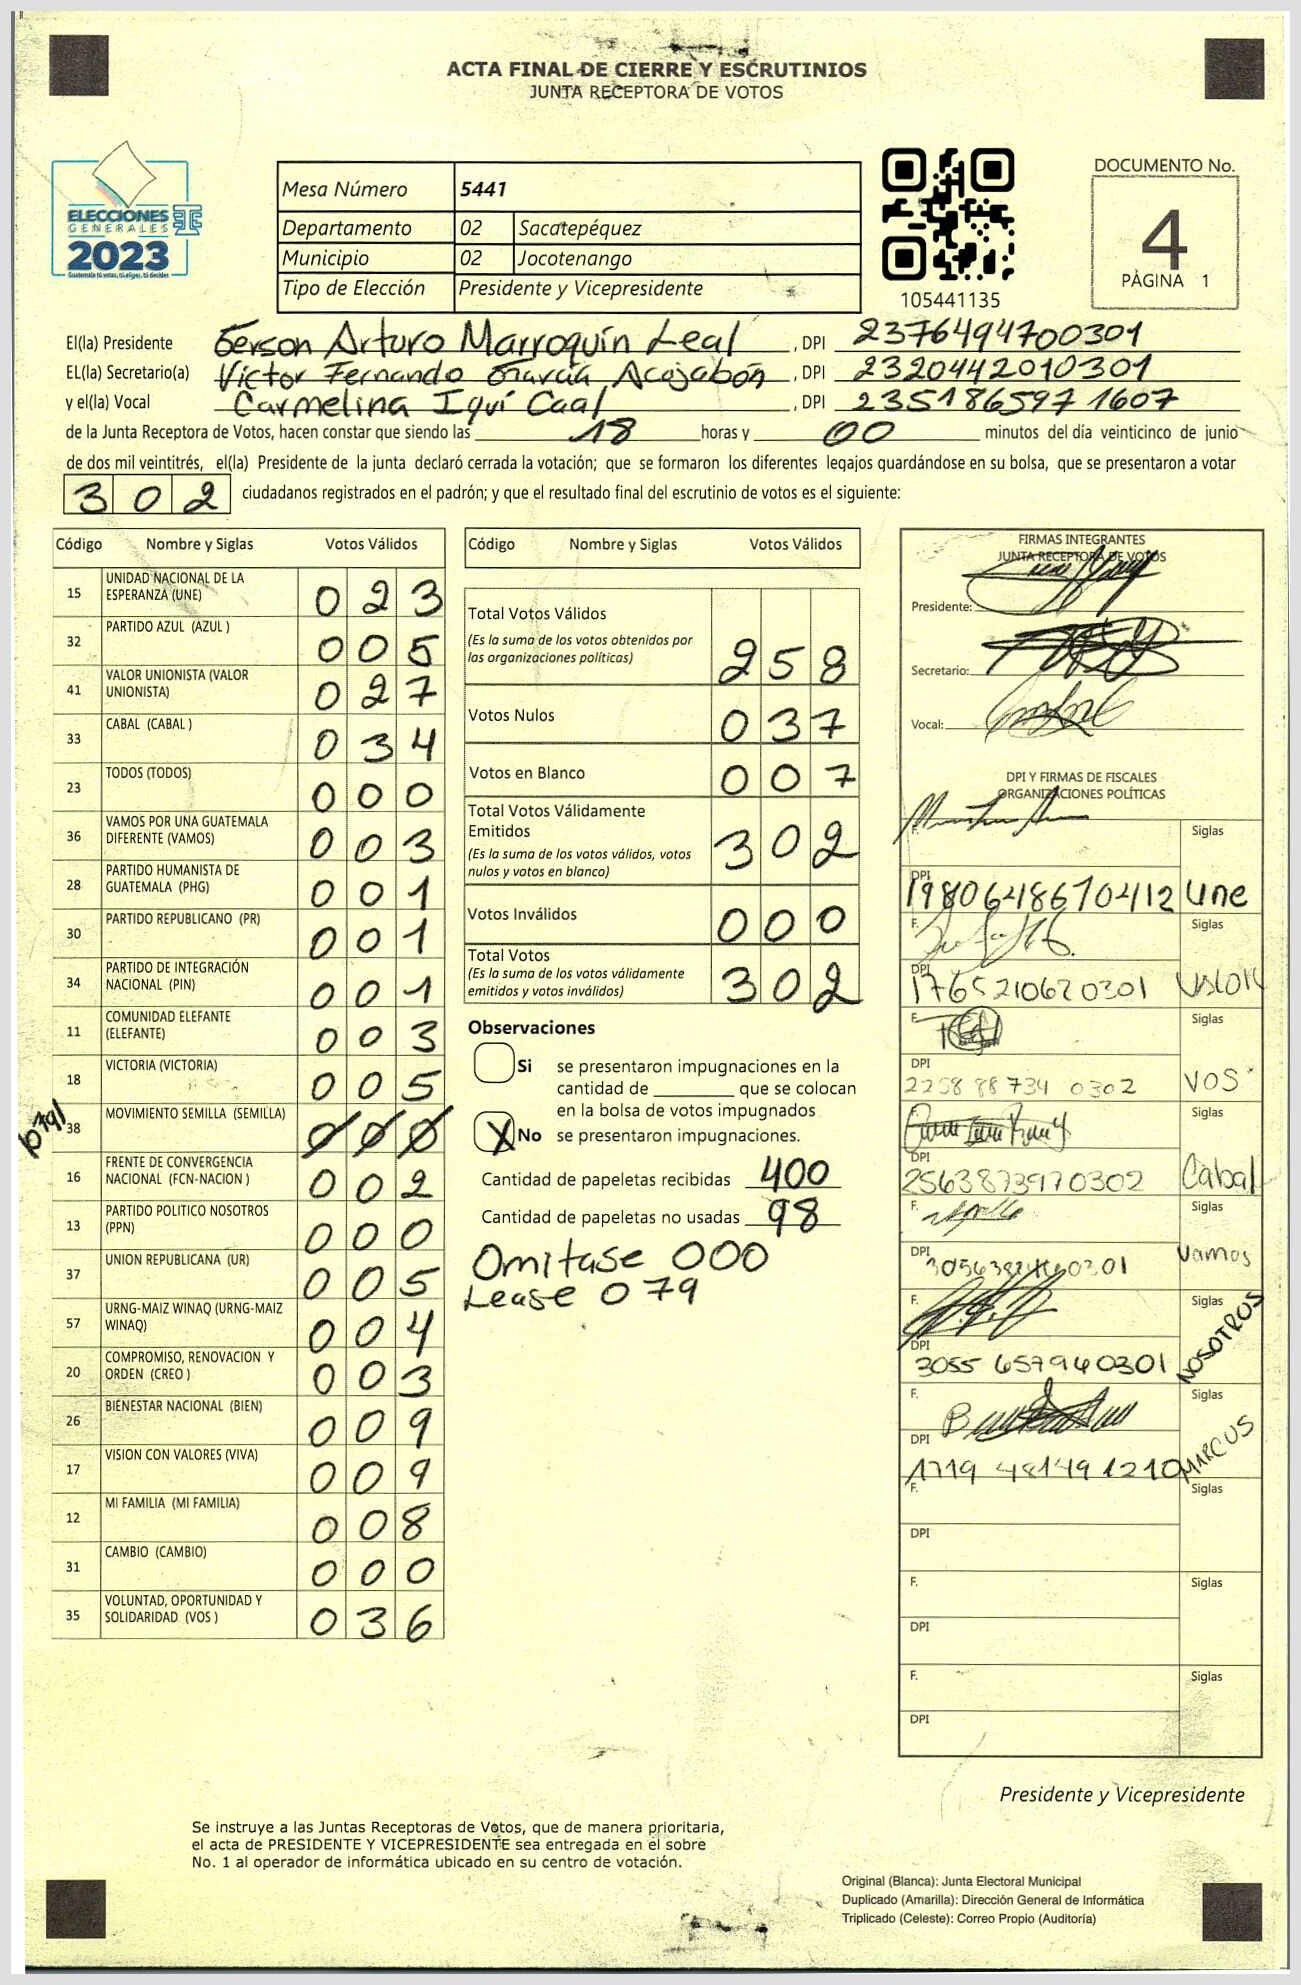 ACTA FINAL DE CIERRE Y ESCRUTINIOS
JUNTA RECEPTORA DE VOTOS
ELECCIONES
GENERALES
2023
Guatemala tú votas, tú eliges, tú decides
Mesa Número 5441
Departamento 02 Sacatepéquez
Municipio 02 Jocotenango
Tipo de Elección Presidente y Vicepresidente
105441135
DOCUMENTO No.
4
PÀGINA 1
El(la) Presidente Gerson Arturo Marroquín Leal , DPI 2376494700301
EL(la) Secretario(a) Víctor Fernando García Acajabón , DPI 2320442010301
y el(la) Vocal Carmelina Iquí Caal , DPI 2351865971607
de la Junta Receptora de Votos, hacen constar que siendo las 18 horas y 00 minutos del día veinticinco de junio
de dos mil veintitrés, el(la) Presidente de la junta declaró cerrada la votación; que se formaron los diferentes legajos guardándose en su bolsa, que se presentaron a votar
302 ciudadanos registrados en el padrón; y que el resultado final del escrutinio de votos es el siguiente:
Código Nombre y Siglas Votos Válidos
15 UNIDAD NACIONAL DE LA ESPERANZA (UNE) 023
32 PARTIDO AZUL (AZUL ) 005
41 VALOR UNIONISTA (VALOR UNIONISTA) 027
33 CABAL (CABAL ) 034
23 TODOS (TODOS) 000
36 VAMOS POR UNA GUATEMALA DIFERENTE (VAMOS) 003
28 PARTIDO HUMANISTA DE GUATEMALA (PHG) 001
30 PARTIDO REPUBLICANO (PR) 001
34 PARTIDO DE INTEGRACIÓN NACIONAL (PIN) 001
11 COMUNIDAD ELEFANTE (ELEFANTE) 003
18 VICTORIA (VICTORIA) 005
38 MOVIMIENTO SEMILLA (SEMILLA) 000
16 FRENTE DE CONVERGENCIA NACIONAL (FCN-NACION ) 002
13 PARTIDO POLITICO NOSOTROS (PPN) 000
37 UNION REPUBLICANA (UR) 005
57 URNG-MAIZ WINAQ (URNG-MAIZ WINAQ) 004
20 COMPROMISO, RENOVACION Y ORDEN (CREO ) 003
26 BIENESTAR NACIONAL (BIEN) 009
17 VISION CON VALORES (VIVA) 009
12 MI FAMILIA (MI FAMILIA) 008
31 CAMBIO (CAMBIO) 000
35 VOLUNTAD, OPORTUNIDAD Y SOLIDARIDAD (VOS ) 036
Código Nombre y Siglas Votos Válidos
Total Votos Válidos 258
(Es la suma de los votos obtenidos por
las organizaciones políticas)
Votos Nulos 037
Votos en Blanco 007
Total Votos Válidamente
Emitidos 302
(Es la suma de los votos válidos, votos
nulos y votos en blanco)
Votos Inválidos 000
Total Votos 302
(Es la suma de los votos válidamente
emitidos y votos inválidos)
Observaciones
Si se presentaron impugnaciones en la
cantidad de ________ que se colocan
en la bolsa de votos impugnados
X No se presentaron impugnaciones.
Cantidad de papeletas recibidas 400
Cantidad de papeletas no usadas 98
Omitase 000
Lease 079
FIRMAS INTEGRANTES
JUNTA RECEPTORA DE VOTOS
Presidente:
Secretario:
Vocal:
DPI Y FIRMAS DE FISCALES
ORGANIZACIONES POLÍTICAS
F. Siglas
DPI 1980648670412 Une
F. Siglas
DPI 1765210620301 Valor
F. Siglas
DPI 2258 88734 0302 VOS
F. Siglas
DPI 2563873970302 Cabal
F. Siglas
DPI Vamos
F. Siglas
DPI 3055 657940301 NOSOTROS
F. Siglas
DPI 1719 48149 1210 MARCUS
F. Siglas
DPI
F. Siglas
DPI
F. Siglas
DPI
Presidente y Vicepresidente
Se instruye a las Juntas Receptoras de Votos, que de manera prioritaria,
el acta de PRESIDENTE Y VICEPRESIDENTE sea entregada en el sobre
No. 1 al operador de informática ubicado en su centro de votación.
Original (Blanca): Junta Electoral Municipal
Duplicado (Amarilla): Dirección General de Informática
Triplicado (Celeste): Correo Propio (Auditoría)